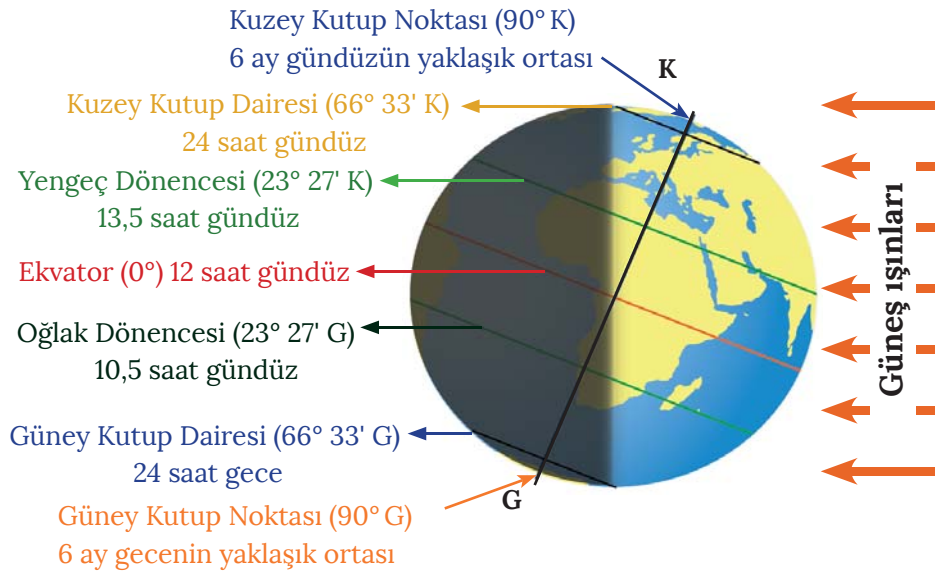 Kuzey Kutup Noktası (90° K)
6 ay gündüzün yaklaşık ortası
K
Kuzey Kutup Dairesi (66° 33' K)
24 saat gündüz
Yengeç Dönencesi (23° 27' K)
13,5 saat gündüz
Ekvator (0°) 12 saat gündüz
Oğlak Dönencesi (23° 27' G)
10,5 saat gündüz
Güney Kutup Dairesi (66° 33' G)
24 saat gece
G
Güney Kutup Noktası (90° G)
6 ay gecenin yaklaşık ortası
Güneş ışınları